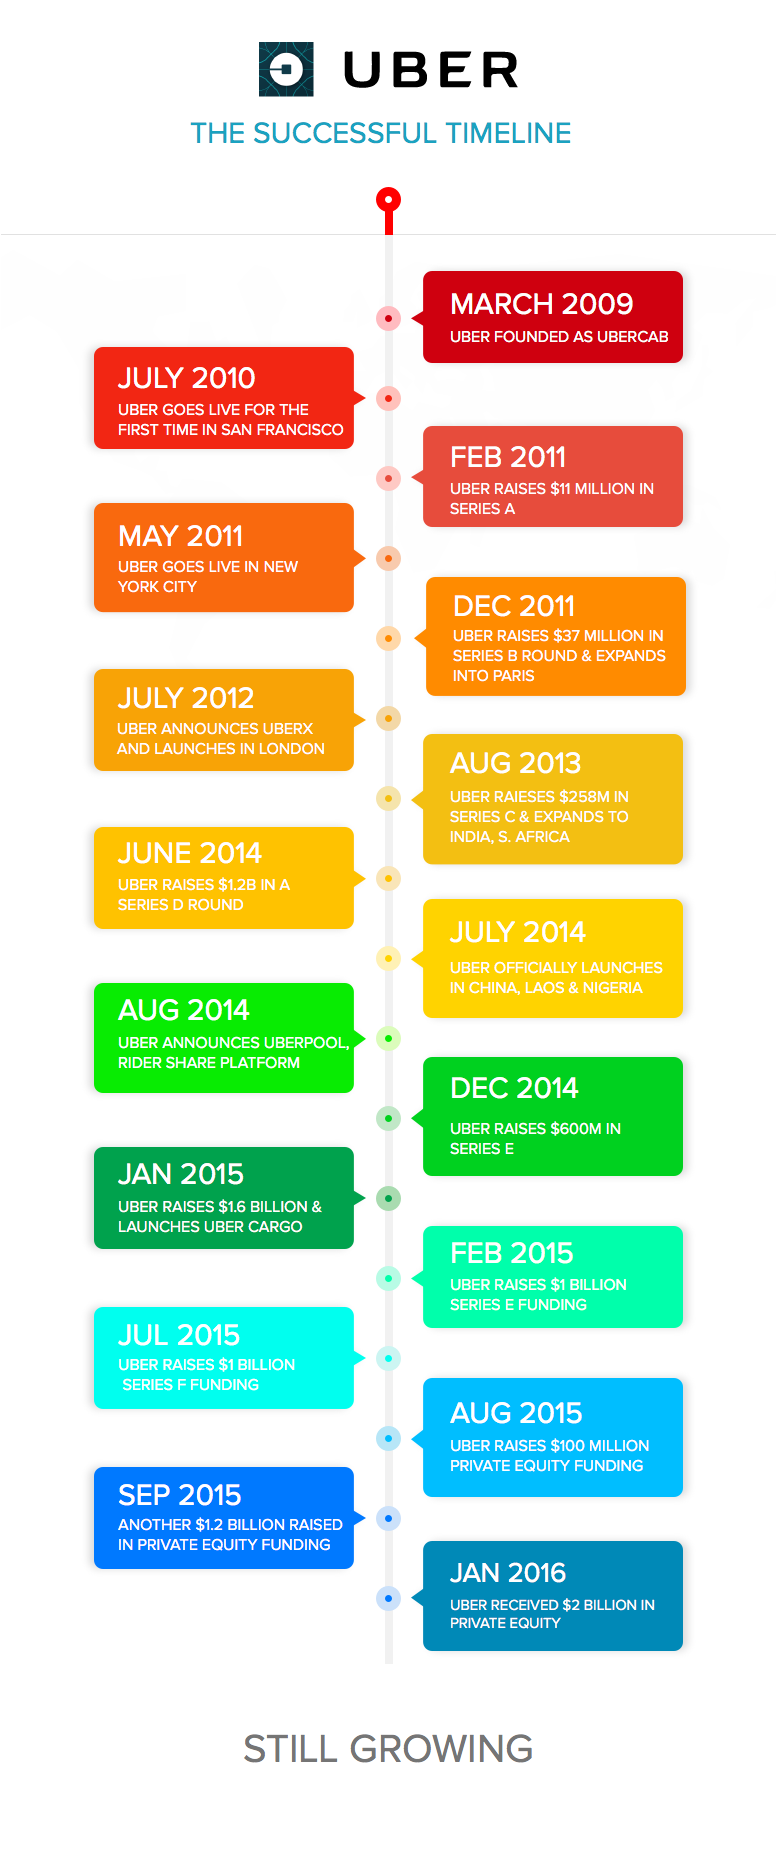 UBER
THE SUCCESSFUL TIMELINE
MARCH 2009
UBER FOUNDED AS UBERCAB
JULY 2010
UBER GOES LIVE FOR THE
FIRST TIME IN SAN FRANCISCO
FEB 2011
UBER RAISES $11 MILLION IN
SERIES A
MAY 2011
UBER GOES LIVE IN NEW
YORK CITY
DEC 2011
UBER RAISES $37 MILLION IN
SERIES B ROUND & EXPANDS
INTO PARIS
JULY 2012
UBER ANNOUNCES UBERX
AND LAUNCHES IN LONDON
AUG 2013
UBER RAIESES $258M IN
SERIES C & EXPANDS TO
INDIA, S. AFRICA
JUNE 2014
UBER RAISES $1.2B IN A
SERIES D ROUND
JULY 2014
UBER OFFICIALLY LAUNCHES
IN CHINA, LAOS & NIGERIA
AUG 2014
UBER ANNOUNCES UBERPOOL,
RIDER SHARE PLATFORM
DEC 2014
UBER RAISES $600M IN
SERIES E
JAN 2015
UBER RAISES $1.6 BILLION &
LAUNCHES UBER CARGO
FEB 2015
UBER RAISES $1 BILLION
SERIES E FUNDING
JUL 2015
UBER RAISES $1 BILLION
SERIES F FUNDING
AUG 2015
UBER RAISES $100 MILLION
PRIVATE EQUITY FUNDING
SEP 2015
ANOTHER $1.2 BILLION RAISED
IN PRIVATE EQUITY FUNDING
JAN 2016
UBER RECEIVED $2 BILLION IN
PRIVATE EQUITY
STILL GROWING